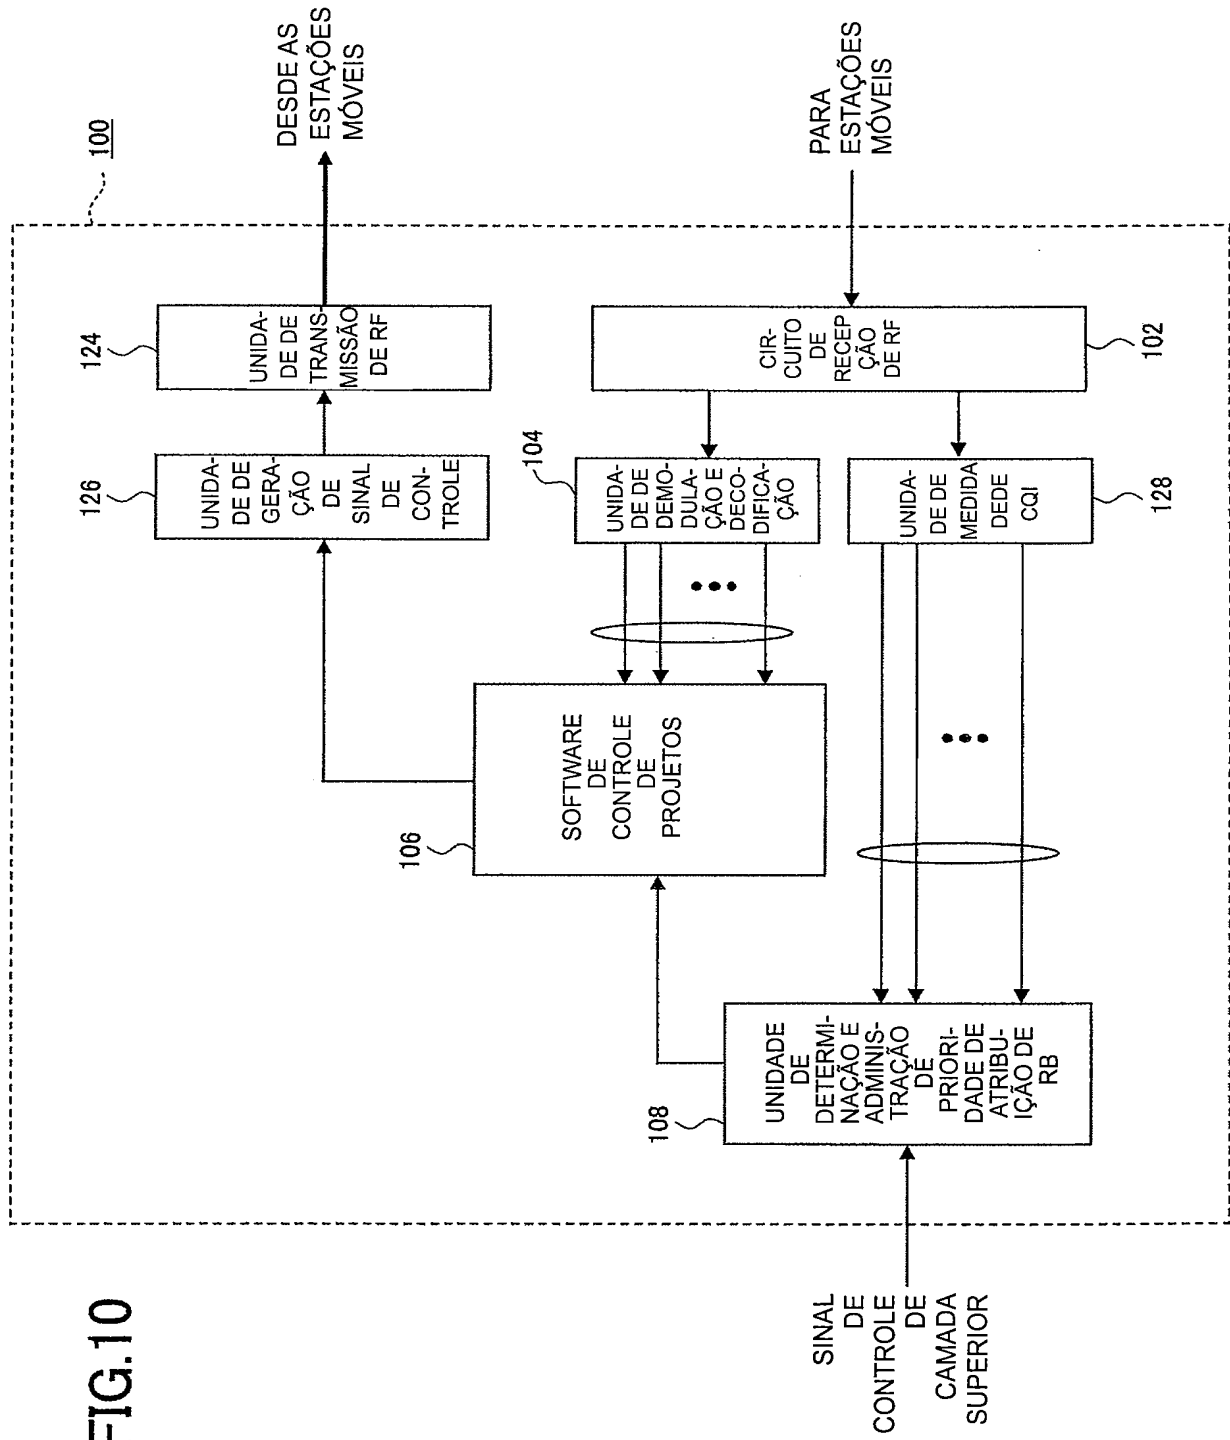 FIG.10
100
DESDE AS
ESTAÇÕES
MÓVEIS
124
UNIDA-
DE DE
TRANS-
MISSÃO
DE RF
126
UNIDA-
DE DE
GERA-
ÇÃO
DE
SINAL
DE
CON-
TROLE
PARA
ESTAÇÕES
MÓVEIS
CIR-
CUITO
DE
RECEP
ÇÃO
DE RF
102
104
UNIDA-
DE DE
DEMO-
DULA-
ÇÃO E
DECO-
DIFICA-
ÇÃO
UNIDA-
DE DE
MEDIDA
DEDE
CQI
128
106
SOFTWARE
DE
CONTROLE
DE
PROJETOS
108
UNIDADE
DE
DETERMI-
NAÇÃO E
ADMINIS-
TRAÇÃO
DE
PRIORI-
DADE DE
ATRIBU-
IÇÃO DE
RB
SINAL
DE
CONTROLE
DE
CAMADA
SUPERIOR